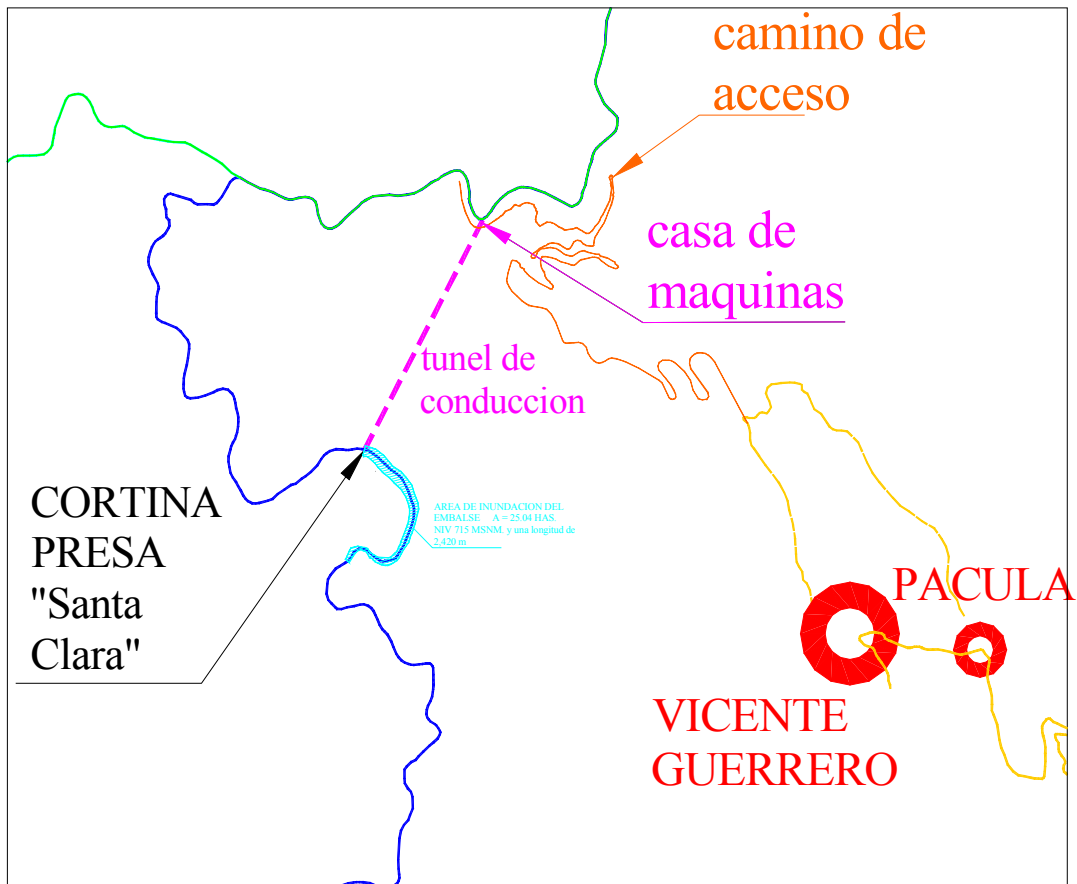 camino de
acceso
casa de
maquinas
tunel de
conduccion
CORTINA
PRESA
"Santa
Clara"
AREA DE INUNDACION DEL
EMBALSE A = 25.04 HAS.
NIV 715 MSNM, y una longitud de
2,420 m
PACULA
VICENTE
GUERRERO